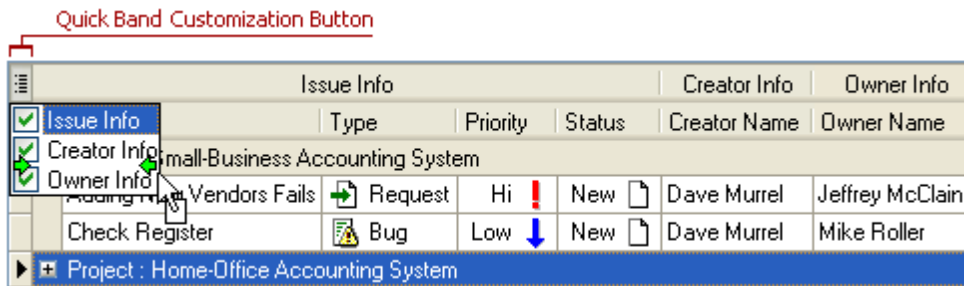 Quick Band Customization Button
Issue Info Creator Info Owner Info
Issue Info Type Priority Status Creator Name Owner Name
Creator Info Small-Business Accounting System
Owner Info
Vendors Fails Request Hi New Dave Murrel Jeffrey McClain
Check Register Bug Low New Dave Murrel Mike Roller
Project : Home-Office Accounting System